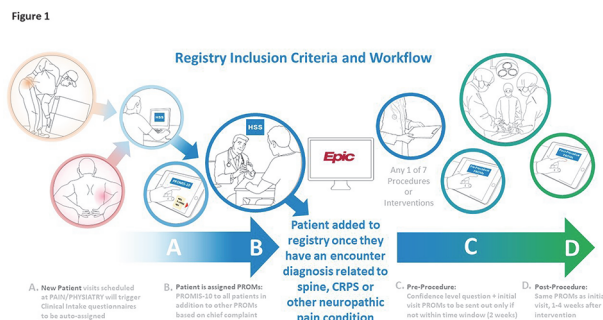 Figure 1
Registry Inclusion Criteria and Workflow
HSS
HSS
PROMIS-10
Epic
Any 1 of 7
Procedures
or
Interventions
A
B
Patient added to
registry once they
have an encounter
diagnosis related to
spine, CRPS or
other neuropathic
pain condition
C
D
A. New Patient visits scheduled
at PAIN/PHYSIATRY will trigger
Clinical Intake questionnaires
to be auto-assigned
B. Patient is assigned PROMs:
PROMIS-10 to all patients in
addition to other PROMs
based on chief complaint
C. Pre-Procedure:
Confidence level question + initial
visit PROMs to be sent out only if
not within time window (2 weeks)
D. Post-Procedure:
Same PROMs as initial
visit, 1-4 weeks after
intervention